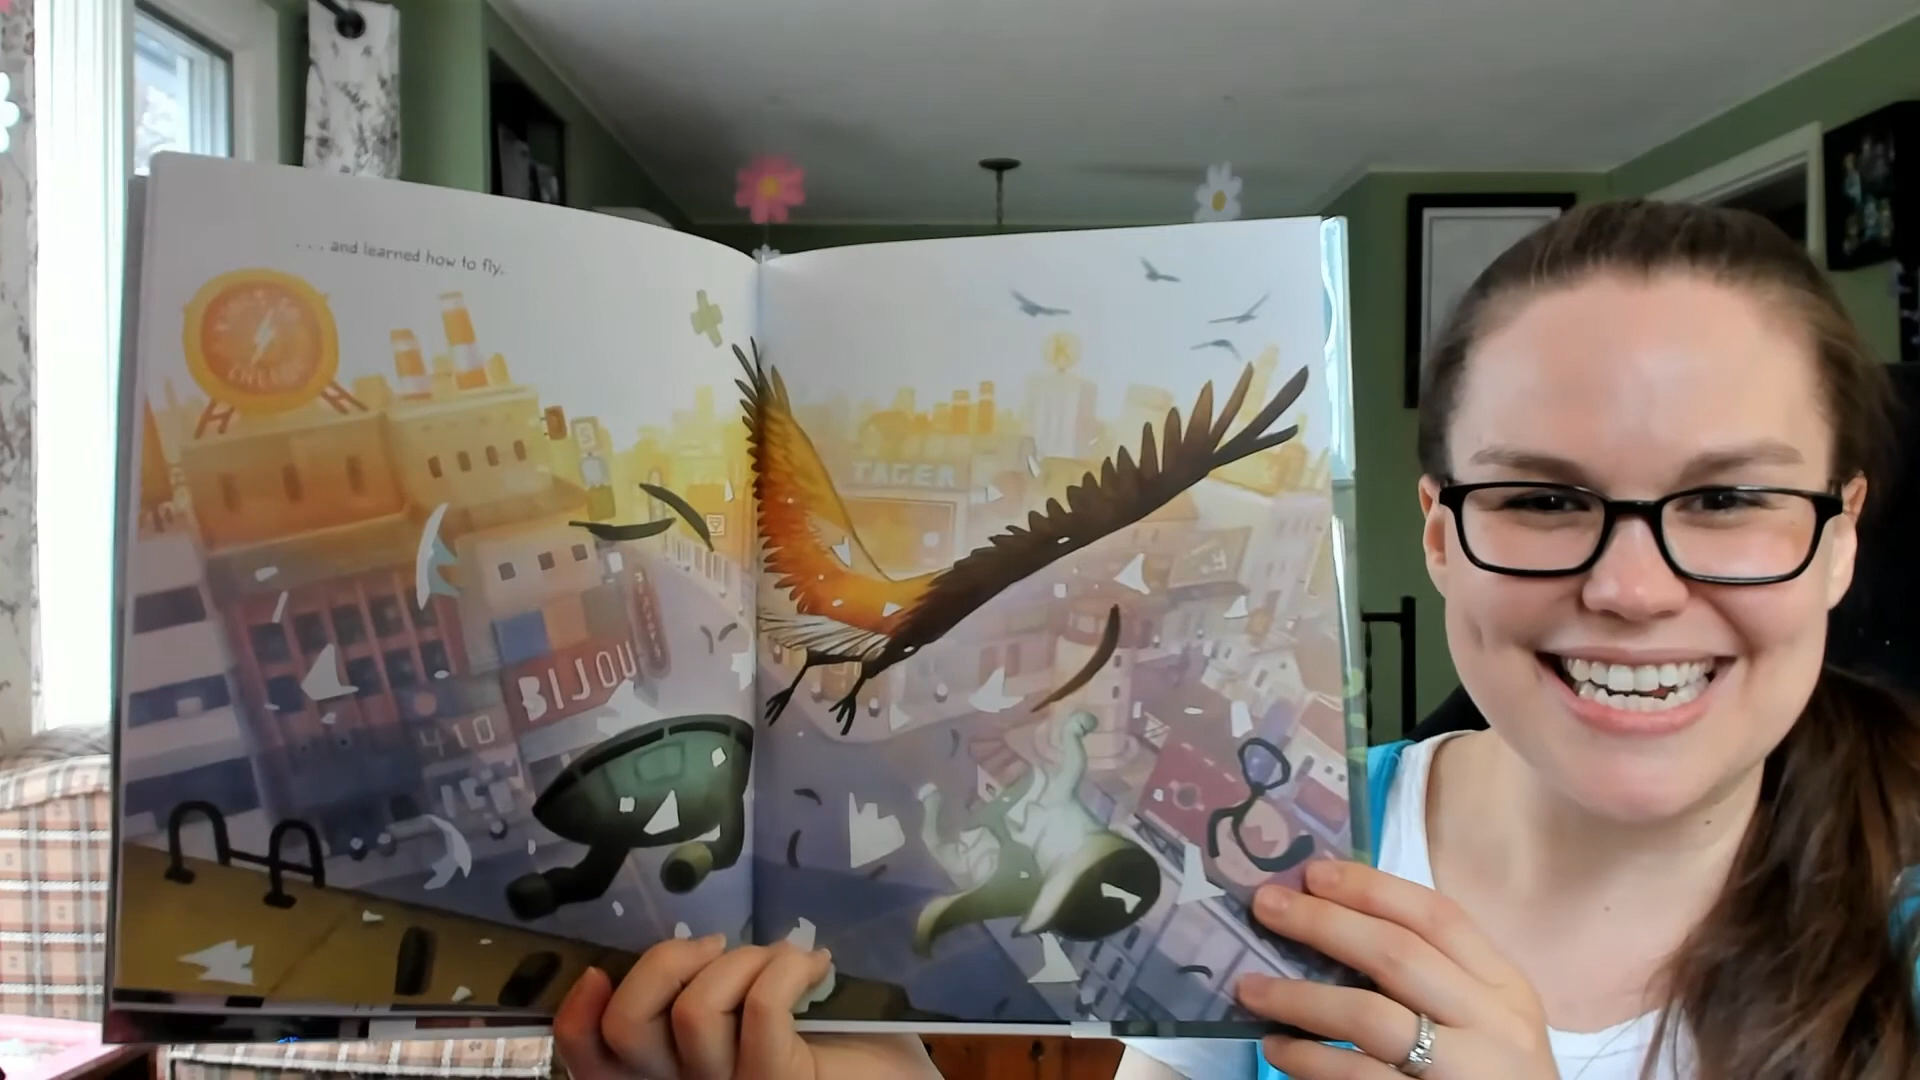 . . . and learned how to fly.
TAGER
K
BIJOU
410